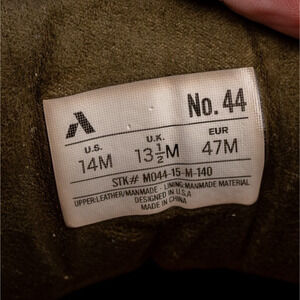 No. 44
U.S. U.K. EUR
14M 13½M 47M
STK# M044-15-M-140
UPPER:LEATHER/MANMADE · LINING:MANMADE MATERIAL
DESIGNED IN U.S.A
MADE IN CHINA